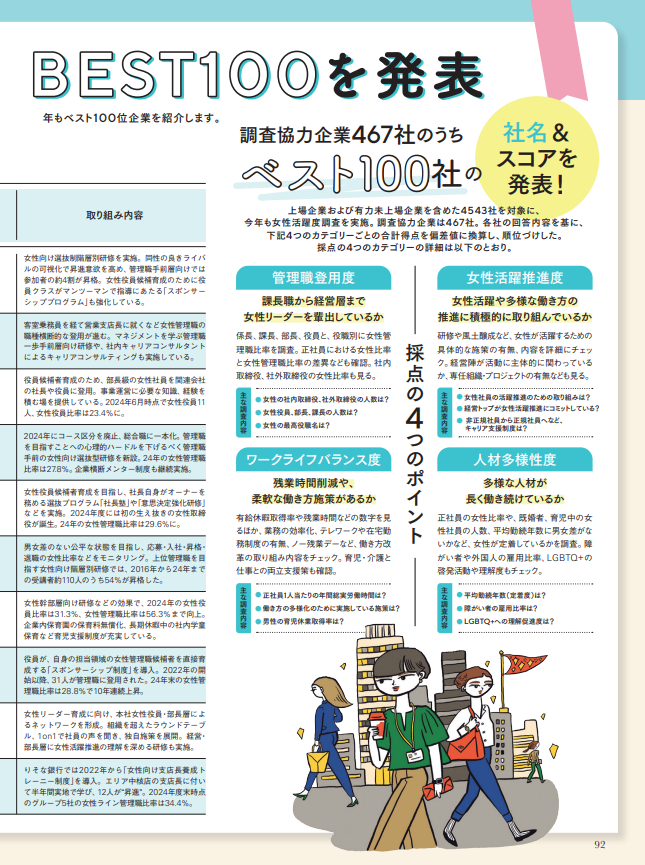 BEST100を発表
年もベスト100位企業を紹介します。
調査協力企業467社のうち
ベスト100社の
社名&
スコアを
発表!
上場企業および有力未上場企業を含めた4543社を対象に、
今年も女性活躍度調査を実施。調査協力企業は467社。各社の回答内容を基に、
下記4つのカテゴリーごとの合計得点を偏差値に換算し、順位づけした。
採点の4つのカテゴリーの詳細は以下のとおり。
取り組み内容
女性向け選抜制階層別研修を実施。同性の良きライバ
ルの可視化で昇進意欲を高め、管理職手前層向けでは
参加者の約4割が昇格。女性役員候補育成のために役
員クラスがマンツーマンで指導にあたる「スポンサー
シッププログラム」も強化している。
客室乗務員を経て営業支店長に就くなど女性管理職の
職種横断的な登用が進む。マネジメントを学ぶ管理職
一歩手前層向け研修や、社内キャリアコンサルタント
によるキャリアコンサルティングも実施している。
役員候補育成のため、部長級の女性社員を関連会社
の社長や役員に登用。事業運営に必要な知識、経験を
積む場を提供している。2024年6月時点で女性役員11
人、女性役員比率は23.4%に。
2024年にコース区分を廃止、総合職に一本化。管理職
を目指すことへの心理的ハードルを下げるべく管理職
手前の女性向け選抜型研修を新設。24年の女性管理職
比率は27.8%。企業横断メンター制度も継続実施。
女性役員候補者育成を目指し、社長自身がオーナーを
務める選抜プログラム「社長塾」や「意思決定強化研修」
などを実施。2024年度には初の生え抜きの女性取締
役が誕生。24年の女性管理職比率は29.6%に。
男女差のない公平な状態を目指し、応募・入社・昇格・
退職の女性比率などをモニタリング。上位管理職を目
指す女性向け階層別研修では、2016年から24年まで
の受講者約110人のうち54%が昇格した。
女性幹部層向け研修などの効果で、2024年の女性役
員比率は31.3%、女性管理職比率は56.3%まで向上。
企業内保育園の保育料無償化、長期休暇中の社内学童
保育など育児支援制度が充実している。
役員が、自身の担当領域の女性管理職候補者を直接育
成する「スポンサーシップ制度」を導入。2022年の開
始以降、31人が管理職に登用された。24年末の女性管
理職比率は28.8%で10年連続上昇。
女性リーダー育成に向け、本社女性役員・部長層によ
るネットワークを形成。組織を超えたラウンドテーブ
ル、1on1で社員の声を聞き、独自施策を展開。経営・
部長層に女性活躍推進の理解を深める研修も実施。
りそな銀行では2022年から「女性向け支店長養成ト
レーニー制度」を導入。エリア中核店の支店長に付い
て半年間実地で学び、12人が“昇進”。2024年度末時点
のグループ5社の女性ライン管理職比率は34.4%。
採点の4つのポイント
管理職登用度
課長職から経営層まで
女性リーダーを輩出しているか
係長、課長、部長、役員と、役職別に女性管
理職比率を調査。正社員における女性比率
と女性管理職比率の差異なども確認。社内
取締役、社外取締役の女性比率も見る。
主な調査内容
女性の社内取締役、社外取締役の人数は?
女性役員、部長、課長の人数は?
女性の最高役職名は?
女性活躍推進度
女性活躍や多様な働き方の
推進に積極的に取り組んでいるか
研修や風土醸成など、女性が活躍するための
具体的な施策の有無、内容を詳細にチェッ
ク。経営陣が活動に主体的に関わっている
か、専任組織・プロジェクトの有無なども見る。
主な調査内容
女性社員の活躍推進のための取り組みは?
経営トップが女性活躍推進にコミットしている?
非正規社員から正規社員へなど、
キャリア支援制度は?
ワークライフバランス度
残業時間削減や、
柔軟な働き方施策があるか
有給休暇取得率や残業時間などの数字を見
るほか、業務の効率化、テレワークや在宅勤
務制度の有無、ノー残業デーなど、働き方改
革の取り組み内容をチェック。育児・介護と
仕事との両立支援策も確認。
主な調査内容
正社員1人当たりの年間総実労働時間は?
働き方の多様化のために実施している施策は?
男性の育児休業取得率は?
人材多様性度
多様な人材が
長く働き続けているか
正社員の女性比率や、既婚者、育児中の女
性社員の人数、平均勤続年数に男女差がな
いかなど、女性が定着しているかを調査。障
がい者や外国人の雇用比率、LGBTQ+の
啓発活動や理解度もチェック。
主な調査内容
平均勤続年数(定着度)は?
障がい者の雇用比率は?
LGBTQ+への理解促進度は?
92